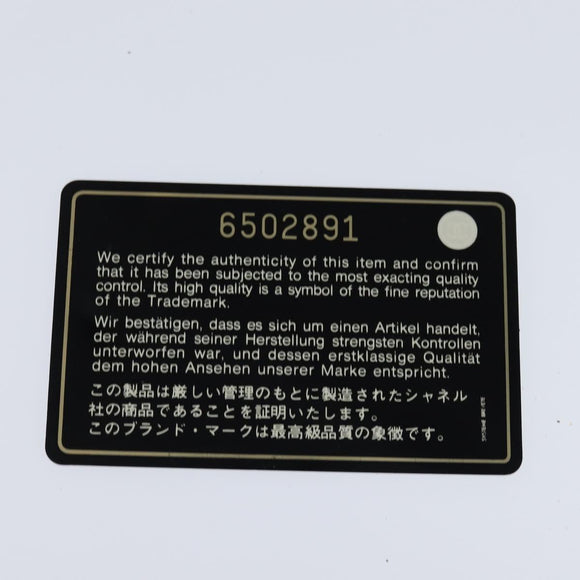 6502891
We certify the authenticity of this item and confirm
that it has been subjected to the most exacting quality
control. Its high quality is a symbol of the fine reputation
of the Trademark.
Wir bestätigen, dass es sich um einen Artikel handelt,
der während seiner Herstellung strengsten Kontrollen
unterworfen war, und dessen erstklassige Qualität
dem hohen Ansehen unserer Marke entspricht.
この製品は厳しい管理のもとに製造されたシャネル
社の商品であることを証明いたします。
このブランド・マークは最高級品質の象徴です。